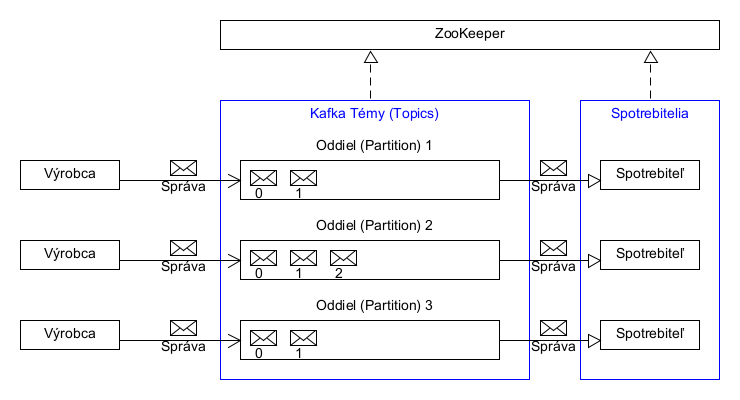 ZooKeeper
Kafka Témy (Topics)
Spotrebitelia
Oddiel (Partition) 1
Výrobca
Správa
0 1
Správa
Spotrebiteľ
Oddiel (Partition) 2
Výrobca
Správa
0 1 2
Správa
Spotrebiteľ
Oddiel (Partition) 3
Výrobca
Správa
0 1
Správa
Spotrebiteľ